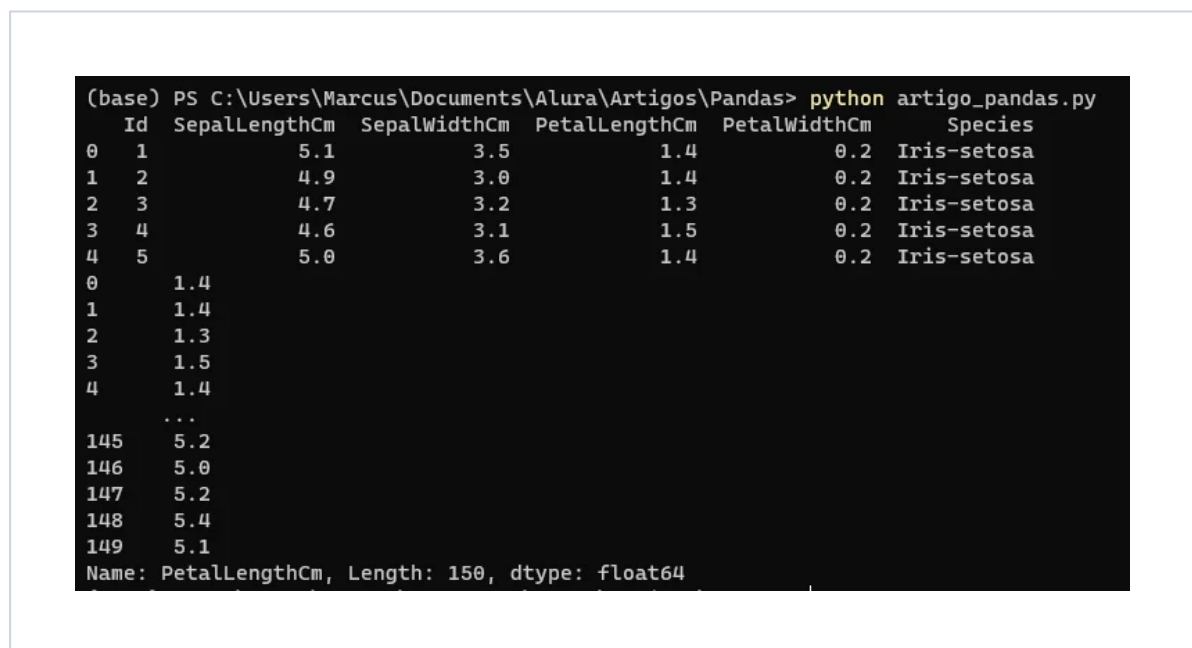 (base) PS C:\Users\Marcus\Documents\Alura\Artigos\Pandas> python artigo_pandas.py
   Id  SepalLengthCm  SepalWidthCm  PetalLengthCm  PetalWidthCm      Species
0   1            5.1           3.5            1.4           0.2  Iris-setosa
1   2            4.9           3.0            1.4           0.2  Iris-setosa
2   3            4.7           3.2            1.3           0.2  Iris-setosa
3   4            4.6           3.1            1.5           0.2  Iris-setosa
4   5            5.0           3.6            1.4           0.2  Iris-setosa
0      1.4
1      1.4
2      1.3
3      1.5
4      1.4
      ...
145    5.2
146    5.0
147    5.2
148    5.4
149    5.1
Name: PetalLengthCm, Length: 150, dtype: float64